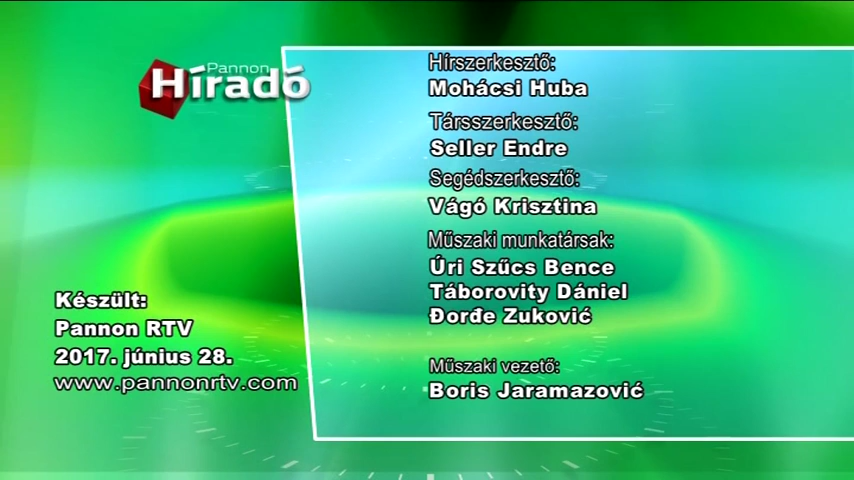 Pannon
Híradó
Hírszerkesztő:
Mohácsi Huba
Társszerkesztő:
Seller Endre
Segédszerkesztő:
Vágó Krisztina
Műszaki munkatársak:
Úri Szűcs Bence
Táborovity Dániel
Đorđe Zuković
Műszaki vezető:
Boris Jaramazović
Készült:
Pannon RTV
2017. június 28.
www.pannonrtv.com